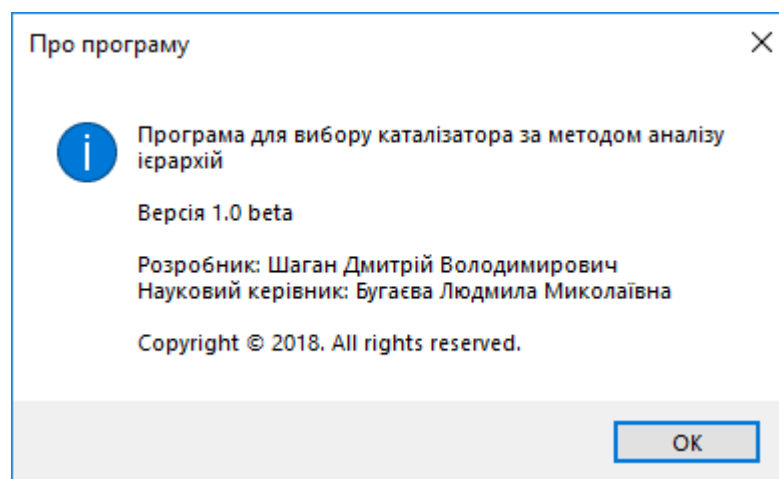 Про програму
Програма для вибору каталізатора за методом аналізу
ієрархій
Версія 1.0 beta
Розробник: Шаган Дмитрій Володимирович
Науковий керівник: Бугаєва Людмила Миколаївна
Copyright © 2018. All rights reserved.
OK